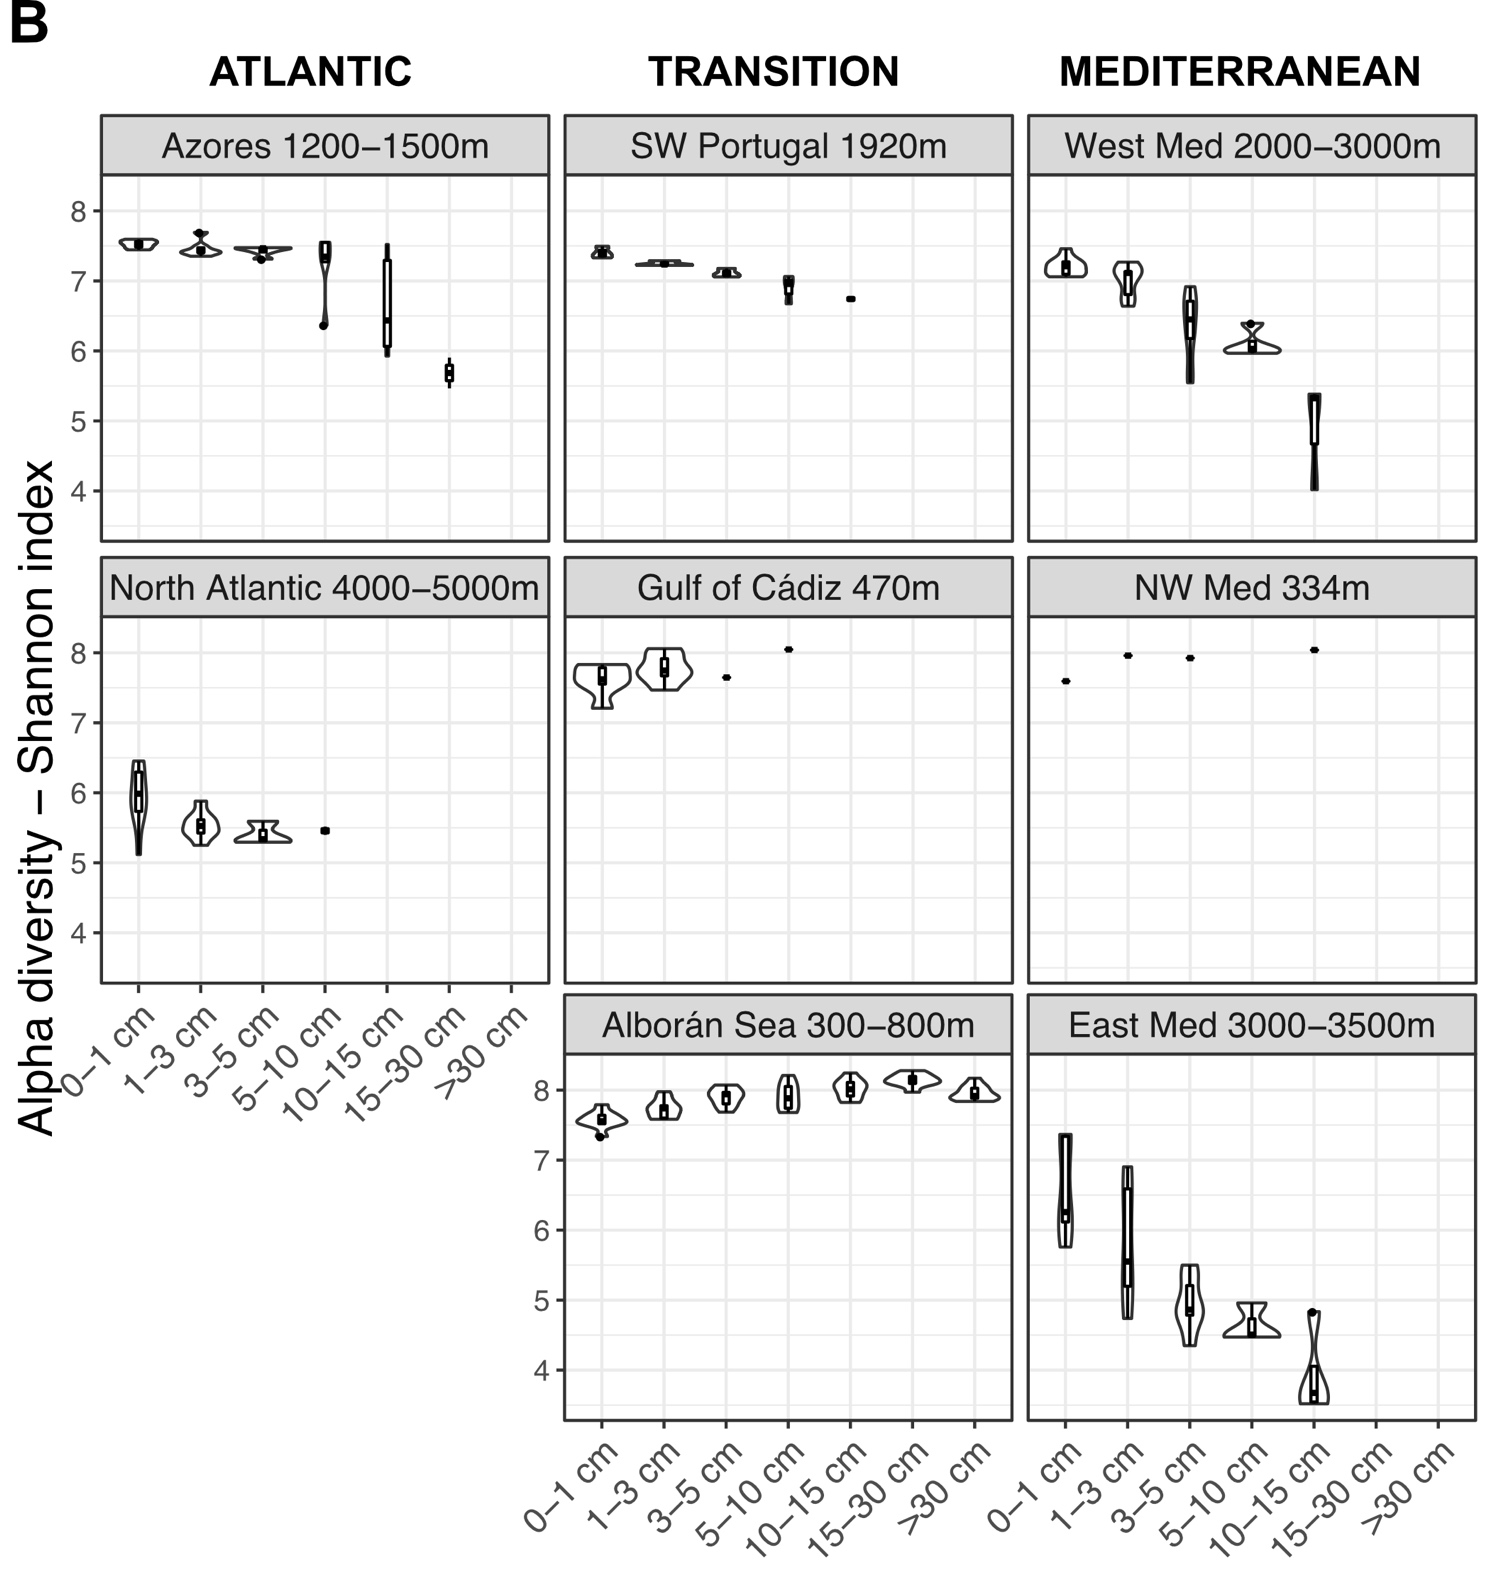 B
ATLANTIC
TRANSITION
MEDITERRANEAN
Azores 1200–1500m
SW Portugal 1920m
West Med 2000–3000m
8
7
6
5
4
North Atlantic 4000–5000m
Gulf of Cádiz 470m
NW Med 334m
8
7
6
5
4
Alpha diversity – Shannon index
0–1 cm
1–3 cm
3–5 cm
5–10 cm
10–15 cm
15–30 cm
>30 cm
Alborán Sea 300–800m
East Med 3000–3500m
8
7
6
5
4
0–1 cm
1–3 cm
3–5 cm
5–10 cm
10–15 cm
15–30 cm
>30 cm
0–1 cm
1–3 cm
3–5 cm
5–10 cm
10–15 cm
15–30 cm
>30 cm